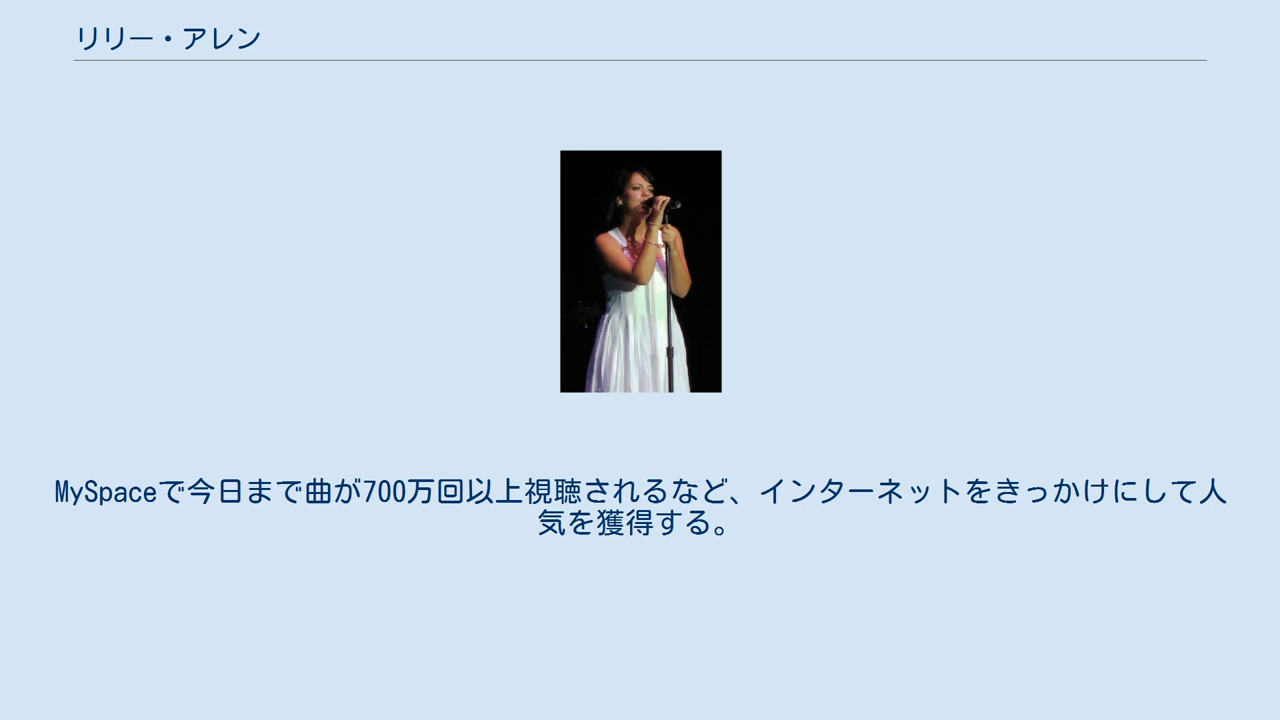 リリー・アレン
MySpaceで今日まで曲が700万回以上視聴されるなど、インターネットをきっかけにして人
気を獲得する。